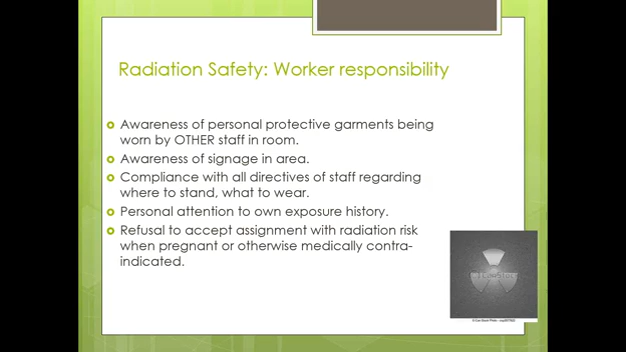 Radiation Safety: Worker responsibility
Awareness of personal protective garments being
worn by OTHER staff in room.
Awareness of signage in area.
Compliance with all directives of staff regarding
where to stand, what to wear.
Personal attention to own exposure history.
Refusal to accept assignment with radiation risk
when pregnant or otherwise medically contra-
indicated.